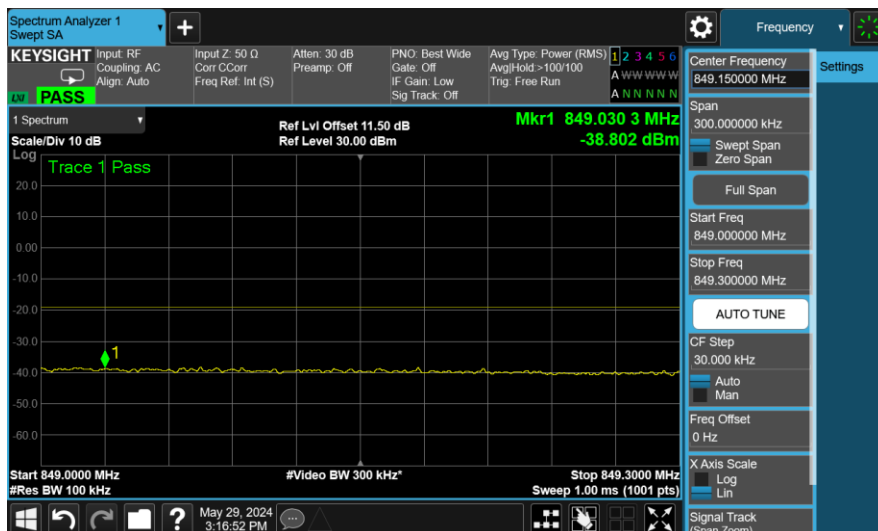 Spectrum Analyzer 1
Swept SA
Frequency
KEYSIGHT
LXI
PASS
Input: RF
Coupling: AC
Align: Auto
Input Z: 50 Ω
Corr CCorr
Freq Ref: Int (S)
Atten: 30 dB
Preamp: Off
PNO: Best Wide
Gate: Off
IF Gain: Low
Sig Track: Off
Avg Type: Power (RMS)
Avg|Hold:>100/100
Trig: Free Run
1 2 3 4 5 6
A W W W W W
A N N N N N
1 Spectrum
Scale/Div 10 dB
Log
Ref Lvl Offset 11.50 dB
Ref Level 30.00 dBm
Mkr1 849.030 3 MHz
-38.802 dBm
Trace 1 Pass
20.0
10.0
0.00
-10.0
-20.0
-30.0
-40.0
-50.0
-60.0
1
Start 849.0000 MHz
#Res BW 100 kHz
#Video BW 300 kHz*
Stop 849.3000 MHz
Sweep 1.00 ms (1001 pts)
May 29, 2024
3:16:52 PM
Center Frequency
849.150000 MHz
Span
300.000000 kHz
Swept Span
Zero Span
Full Span
Start Freq
849.000000 MHz
Stop Freq
849.300000 MHz
AUTO TUNE
CF Step
30.000 kHz
Auto
Man
Freq Offset
0 Hz
X Axis Scale
Log
Lin
Signal Track
(Span Zoom)
Settings